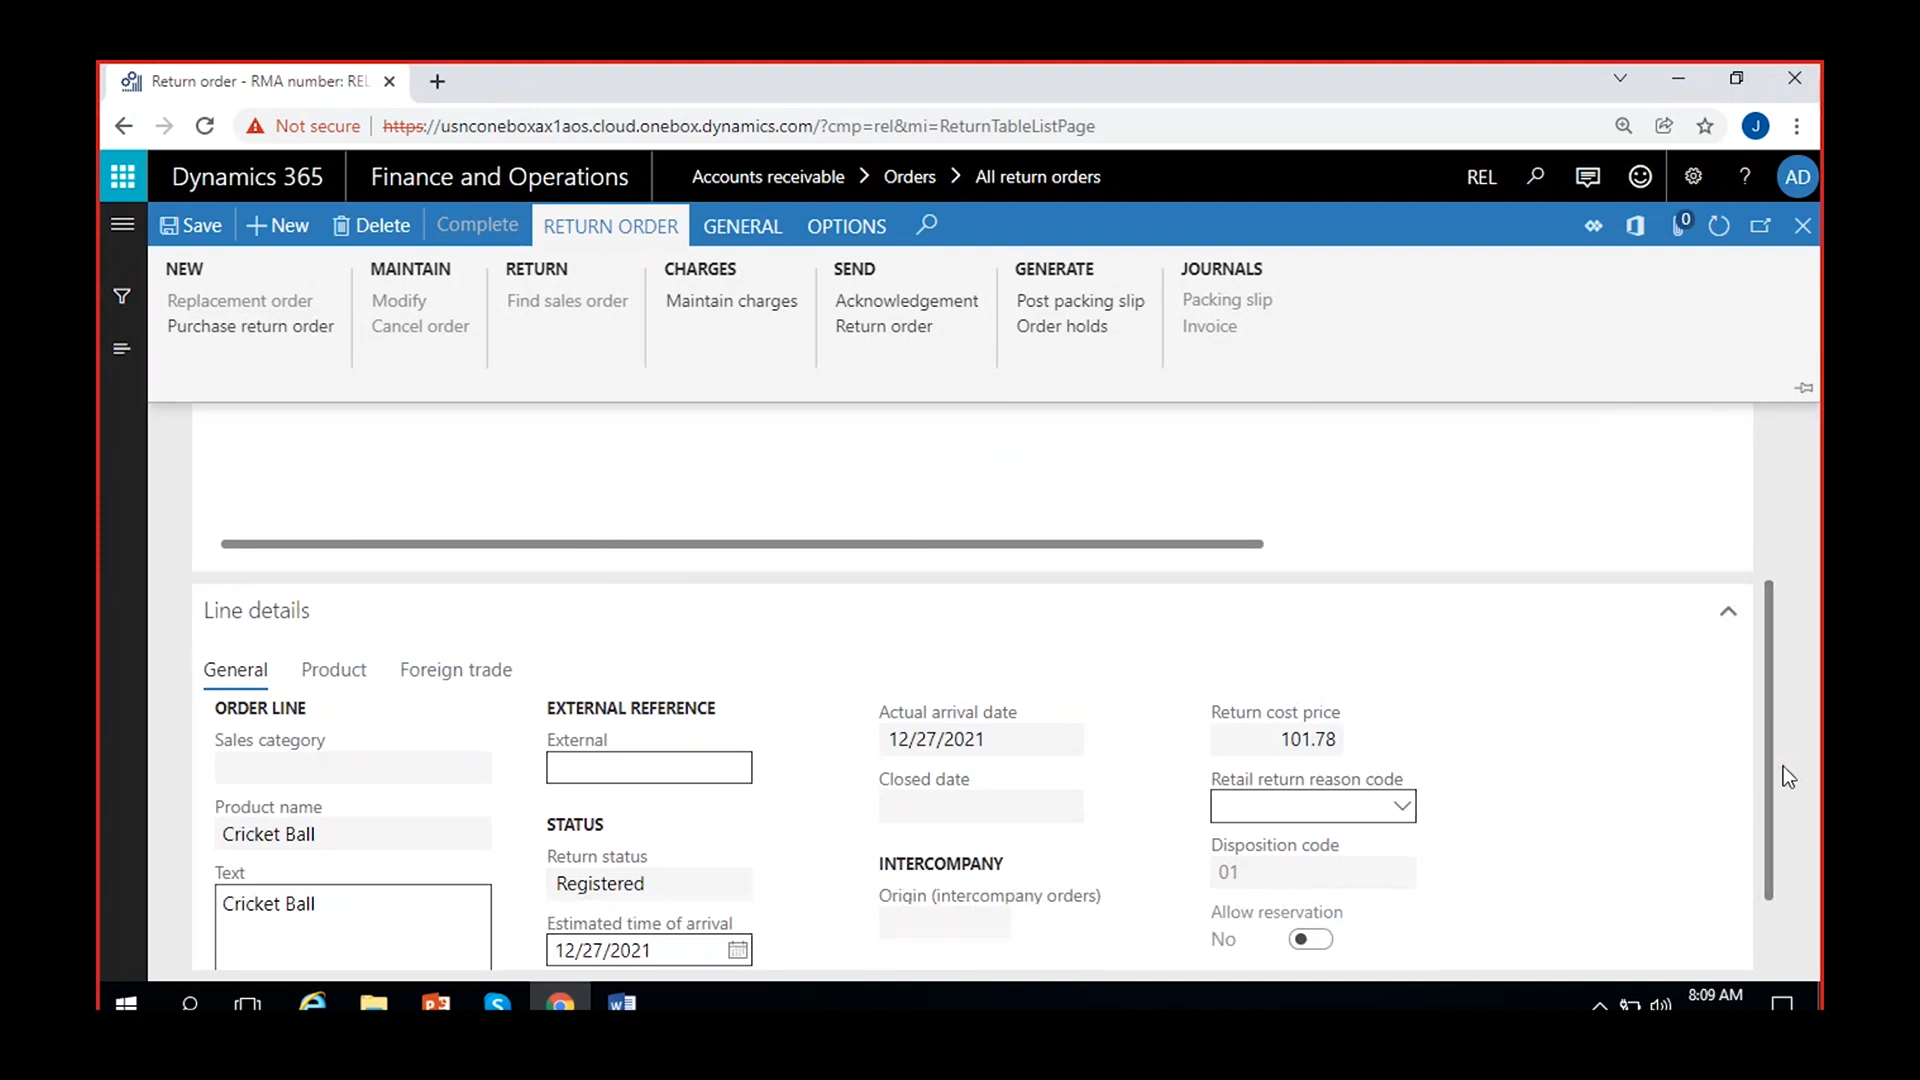 Return order - RMA number: REL
Not secure https://usnconeboxax1aos.cloud.onebox.dynamics.com/?cmp=rel&mi=ReturnTableListPage J
Dynamics 365 Finance and Operations Accounts receivable > Orders > All return orders REL ? AD
Save New Delete Complete RETURN ORDER GENERAL OPTIONS 0
NEW MAINTAIN RETURN CHARGES SEND GENERATE JOURNALS
Replacement order Modify Find sales order Maintain charges Acknowledgement Post packing slip Packing slip
Purchase return order Cancel order Return order Order holds Invoice
Line details
General Product Foreign trade
ORDER LINE
Sales category
Product name
Cricket Ball
Text
Cricket Ball
EXTERNAL REFERENCE
External
STATUS
Return status
Registered
Estimated time of arrival
12/27/2021
Actual arrival date
12/27/2021
Closed date
INTERCOMPANY
Origin (intercompany orders)
Return cost price
101.78
Retail return reason code
Disposition code
01
Allow reservation
No
8:09 AM